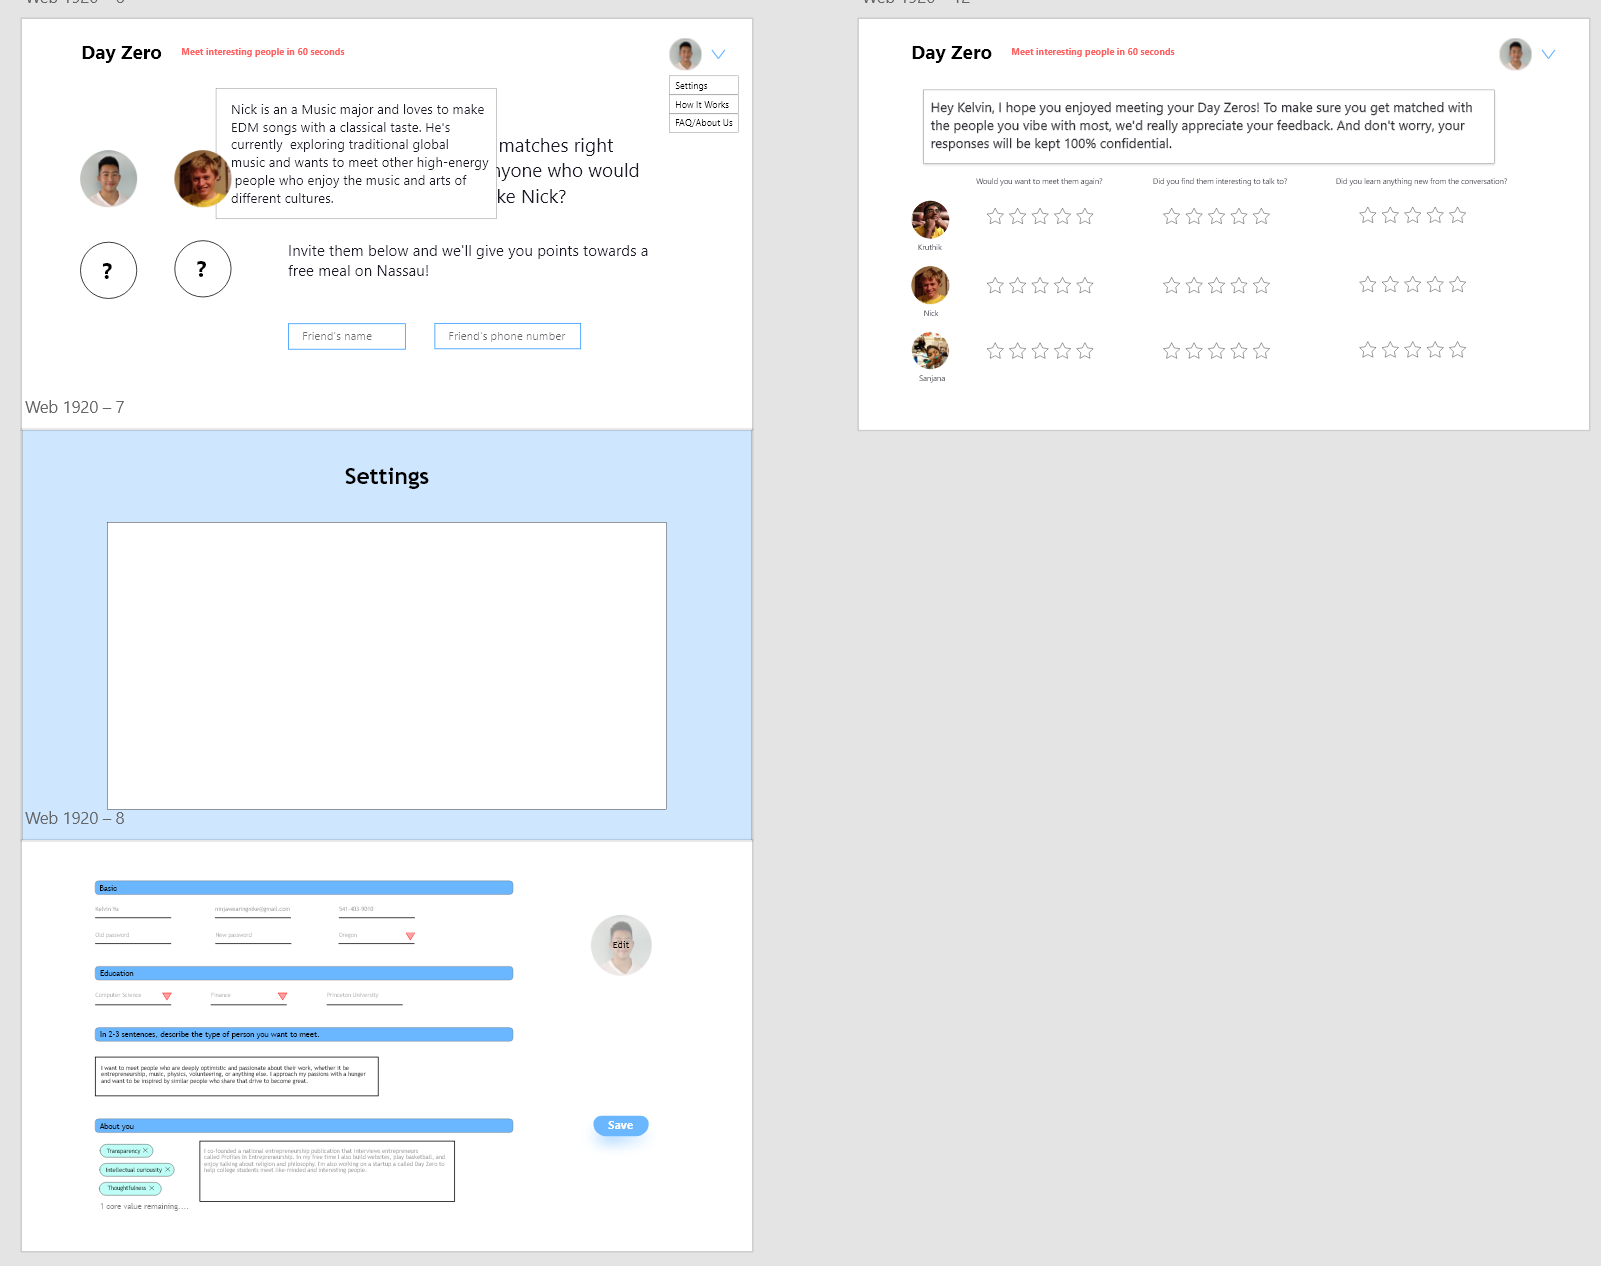 Day Zero
Meet interesting people in 60 seconds
Settings
How It Works
FAQ/About Us
Nick is an a Music major and loves to make
EDM songs with a classical taste. He's
currently exploring traditional global
music and wants to meet other high-energy
people who enjoy the music and arts of
different cultures.
matches right
nyone who would
ke Nick?
?
?
Invite them below and we'll give you points towards a
free meal on Nassau!
Friend's name
Friend's phone number
Web 1920 – 7
Settings
Web 1920 – 8
Basic
Kelvin Yu
ninjawearingnike@gmail.com
541-403-9010
Old password
New password
Oregon
Edit
Education
Computer Science
Finance
Princeton University
In 2-3 sentences, describe the type of person you want to meet.
I want to meet people who are deeply optimistic and passionate about their work, whether it be
entrepreneurship, music, physics, volunteering, or anything else. I approach my passions with a hunger
and want to be inspired by similar people who share that drive to become great.
About you
Save
Transparency ×
Intellectual curiousity ×
Thoughtfulness ×
1 core value remaining....
I co-founded a national entrepreneurship publication that interviews entrepreneurs
called Profiles in Entrepreneurship. In my free time I also build websites, play basketball, and
enjoy talking about religion and philosophy. I'm also working on a startup a called Day Zero to
help college students meet like-minded and interesting people.
Day Zero
Meet interesting people in 60 seconds
Hey Kelvin, I hope you enjoyed meeting your Day Zeros! To make sure you get matched with
the people you vibe with most, we'd really appreciate your feedback. And don't worry, your
responses will be kept 100% confidential.
Would you want to meet them again?
Did you find them interesting to talk to?
Did you learn anything new from the conversation?
Kruthik
Nick
Sanjana